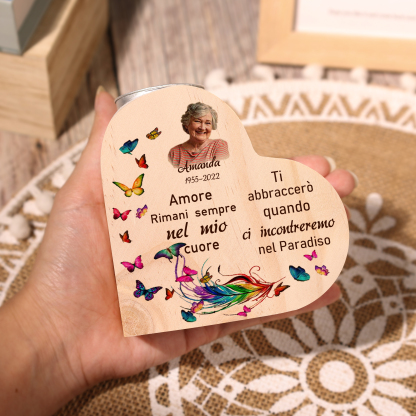 Amanda
1955-2022
Amore
Rimani sempre
nel mio
cuore
Ti
abbraccerò
quando
ci incontreremo
nel Paradiso